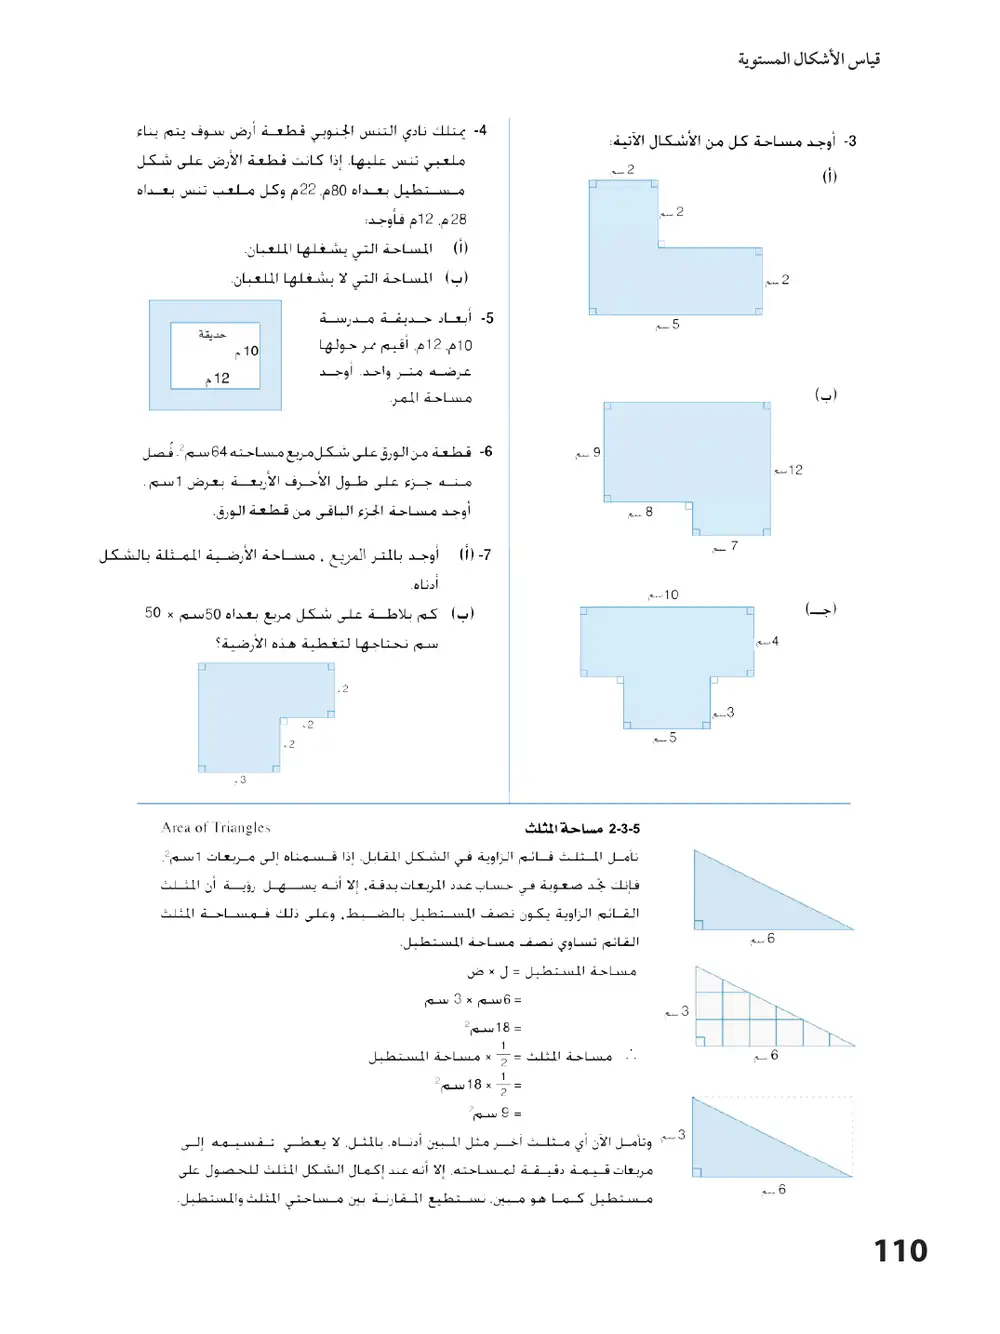 قياس الأشكال المستوية
3- أوجد مساحة كل من الأشكال الآتية:
(أ)
2 سم
2 سم
2 سم
5 سم
(ب)
9 سم
12 سم
8 سم
7 سم
(جـ)
10 سم
4 سم
3 سم
5 سم
4- يمتلك نادي التنس الجنوبي قطعة أرض سوف يتم بناء
ملعبي تنس عليها. إذا كانت قطعة الأرض على شكل
مستطيل بعداه 80م، 22م وكل ملعب تنس بعداه
28م، 12م فأوجد:
(أ) المساحة التي يشغلها الملعبان.
(ب) المساحة التي لا يشغلها الملعبان.
5- أبعاد حديقة مدرسة
10م، 12م. أقيم ممر حولها
عرضه متر واحد. أوجد
مساحة الممر.
حديقة
10 م
12 م
6- قطعة من الورق على شكل مربع مساحته 64سم². فُصل
منه جزء على طول الأحرف الأربعة بعرض 1سم .
أوجد مساحة الجزء الباقي من قطعة الورق.
7- (أ) أوجد بالمتر المربع ، مساحة الأرضية الممثلة بالشكل
أدناه.
(ب) كم بلاطة على شكل مربع بعداه 50سم × 50
سم نحتاجها لتغطية هذه الأرضية؟
2 م
2 م
2 م
3 م
2-3-5 مساحة المثلث Area of Triangles
تأمل المثلث قائم الزاوية في الشكل المقابل. إذا قسمناه إلى مربعات 1سم²،
فإنك تجد صعوبة في حساب عدد المربعات بدقة، إلا أنه يسهل رؤية أن المثلث
القائم الزاوية يكون نصف المستطيل بالضبط، وعلى ذلك فمساحة المثلث
القائم تساوي نصف مساحة المستطيل.
مساحة المستطيل = ل × ض
= 6سم × 3 سم
= 18سم²
∴ مساحة المثلث = 1/2 × مساحة المستطيل
= 1/2 × 18سم²
= 9 سم²
وتأمل الآن أي مثلث آخر مثل المبين أدناه. بالمثل، لا يعطي تقسيمه إلى
مربعات قيمة دقيقة لمساحته. إلا أنه عند إكمال الشكل المثلث للحصول على
مستطيل كما هو مبين، نستطيع المقارنة بين مساحتي المثلث والمستطيل.
6 سم
3 سم
6 سم
3 سم
6 سم
110